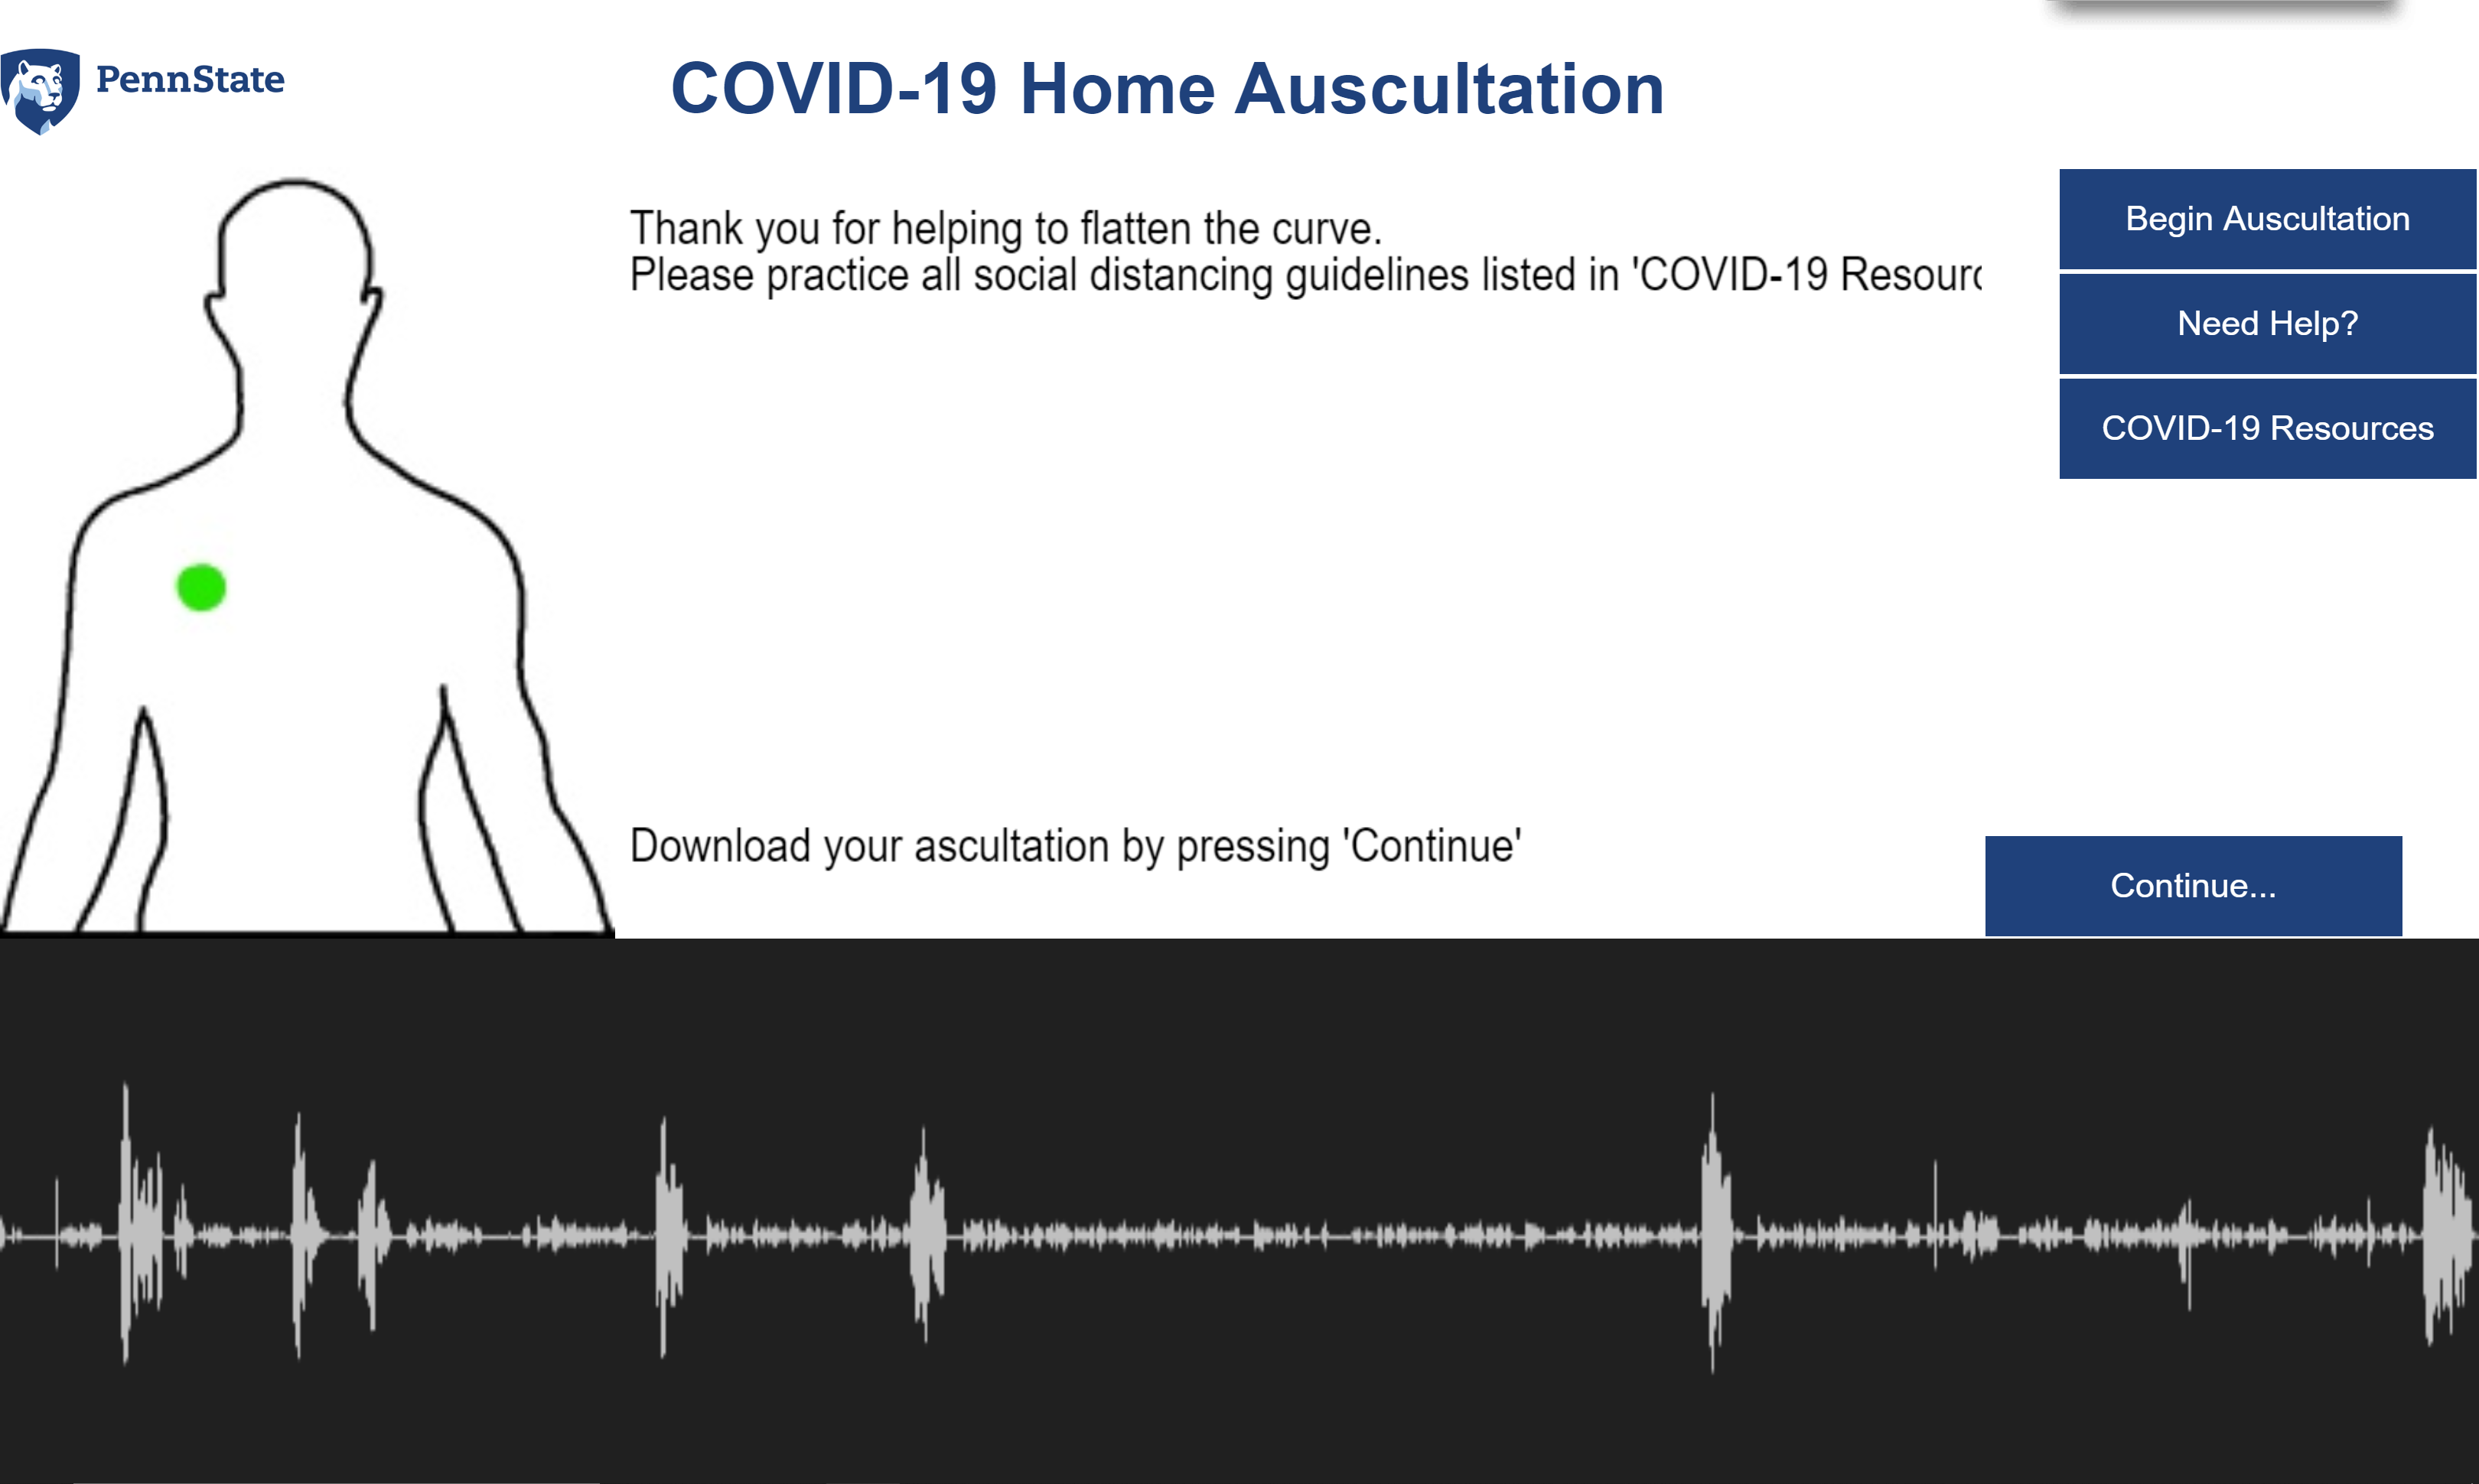 PennState
COVID-19 Home Auscultation
Thank you for helping to flatten the curve.
Please practice all social distancing guidelines listed in 'COVID-19 Resourc
Begin Auscultation
Need Help?
COVID-19 Resources
Download your ascultation by pressing 'Continue'
Continue...